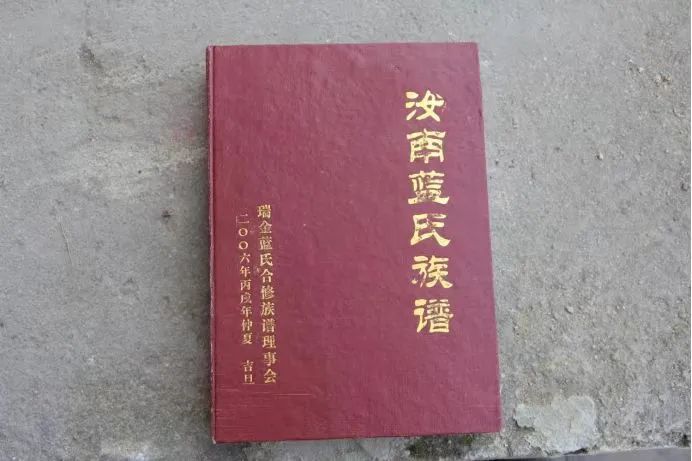 汝南蓝氏族谱
瑞金蓝氏合修族谱理事会
二〇〇六年丙戌年仲夏 吉旦